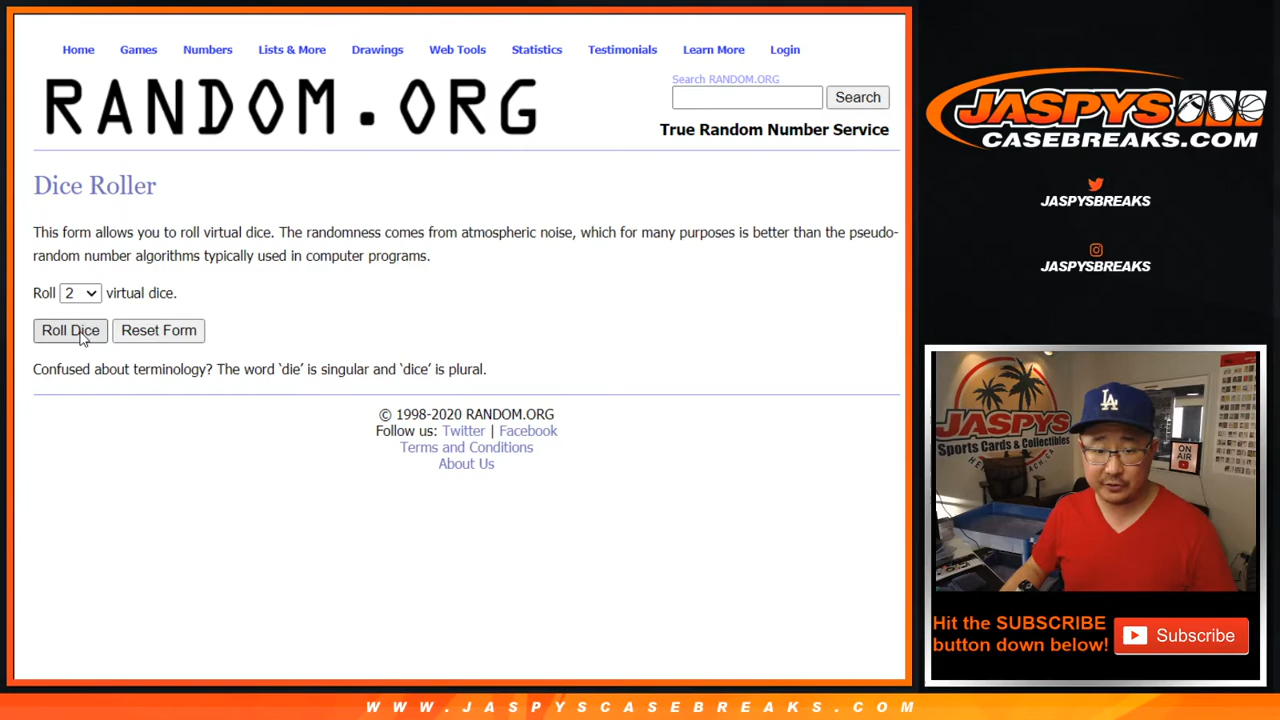 Home Games Numbers Lists & More Drawings Web Tools Statistics Testimonials Learn More Login
RANDOM.ORG
Search RANDOM.ORG
Search
True Random Number Service
Dice Roller
This form allows you to roll virtual dice. The randomness comes from atmospheric noise, which for many purposes is better than the pseudo-
random number algorithms typically used in computer programs.
Roll 2 virtual dice.
Roll Dice Reset Form
Confused about terminology? The word ‘die’ is singular and ‘dice’ is plural.
© 1998-2020 RANDOM.ORG
Follow us: Twitter | Facebook
Terms and Conditions
About Us
JASPYS
CASEBREAKS.COM
JASPYSBREAKS
JASPYSBREAKS
JASPYS
Sports Cards & Collectibles
LA
ON
AIR
Hit the SUBSCRIBE
button down below!
Subscribe
WWW.JASPYSCASEBREAKS.COM